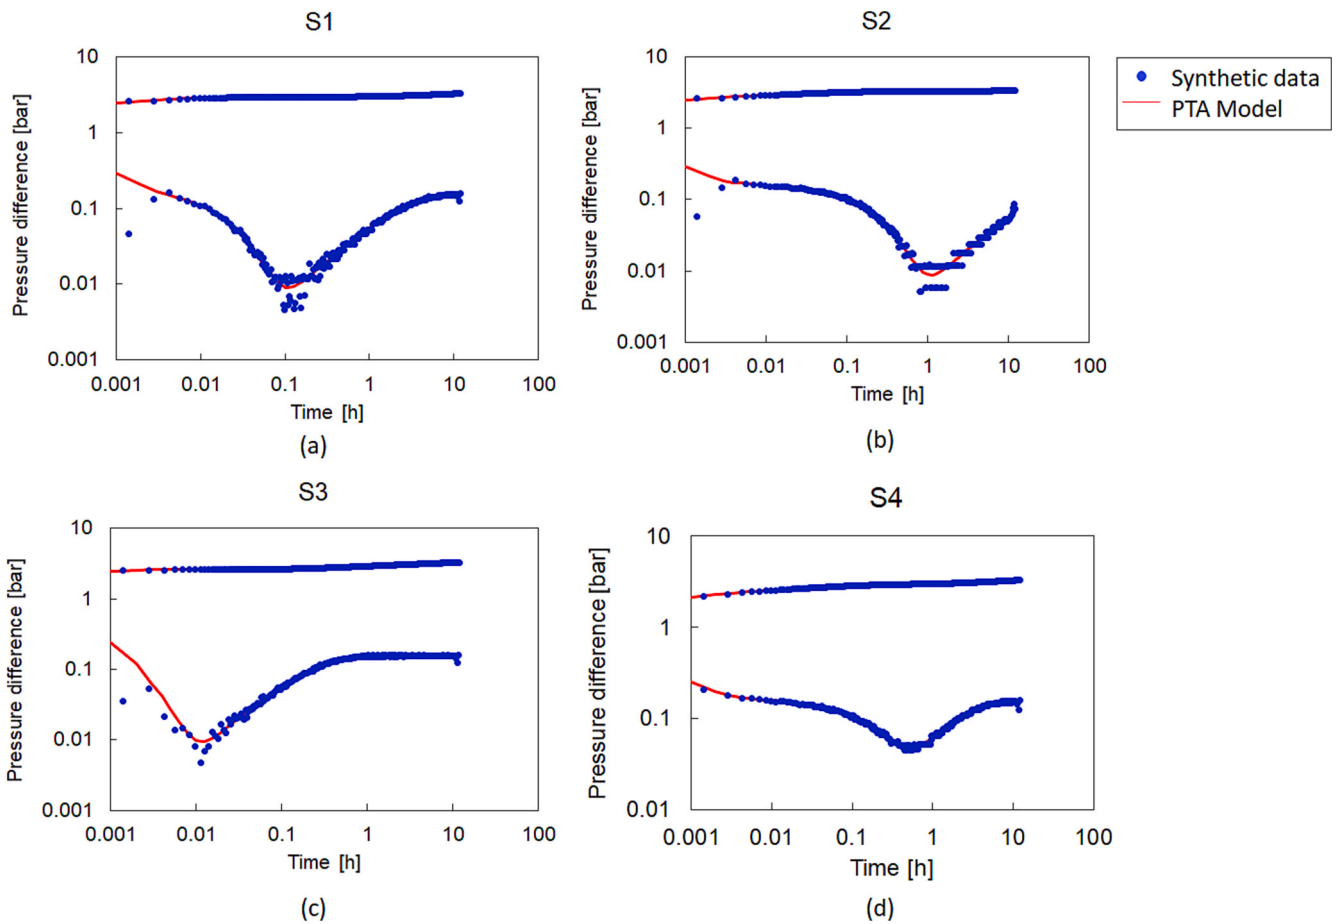 S1
Pressure difference [bar]
10
1
0.1
0.01
0.001
0.001 0.01 0.1 1 10 100
Time [h]
(a)
S2
Pressure difference [bar]
10
1
0.1
0.01
0.001
0.001 0.01 0.1 1 10 100
Time [h]
(b)
Synthetic data
PTA Model
S3
Pressure difference [bar]
10
1
0.1
0.01
0.001
0.001 0.01 0.1 1 10 100
Time [h]
(c)
S4
Pressure difference [bar]
10
1
0.1
0.01
0.001 0.01 0.1 1 10 100
Time [h]
(d)